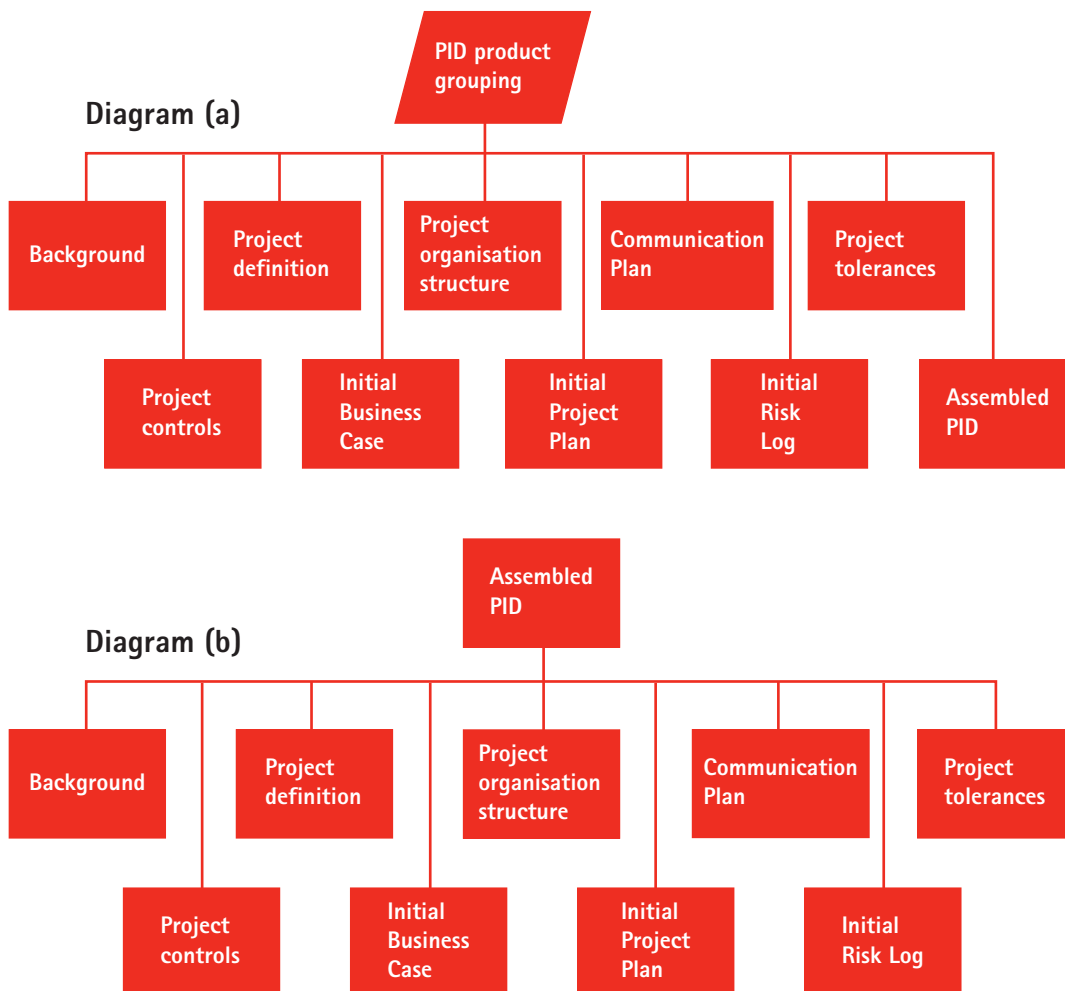 PID product
grouping
Diagram (a)
Background
Project
definition
Project
organisation
structure
Communication
Plan
Project
tolerances
Project
controls
Initial
Business
Case
Initial
Project
Plan
Initial
Risk
Log
Assembled
PID
Assembled
PID
Diagram (b)
Background
Project
definition
Project
organisation
structure
Communication
Plan
Project
tolerances
Project
controls
Initial
Business
Case
Initial
Project
Plan
Initial
Risk Log